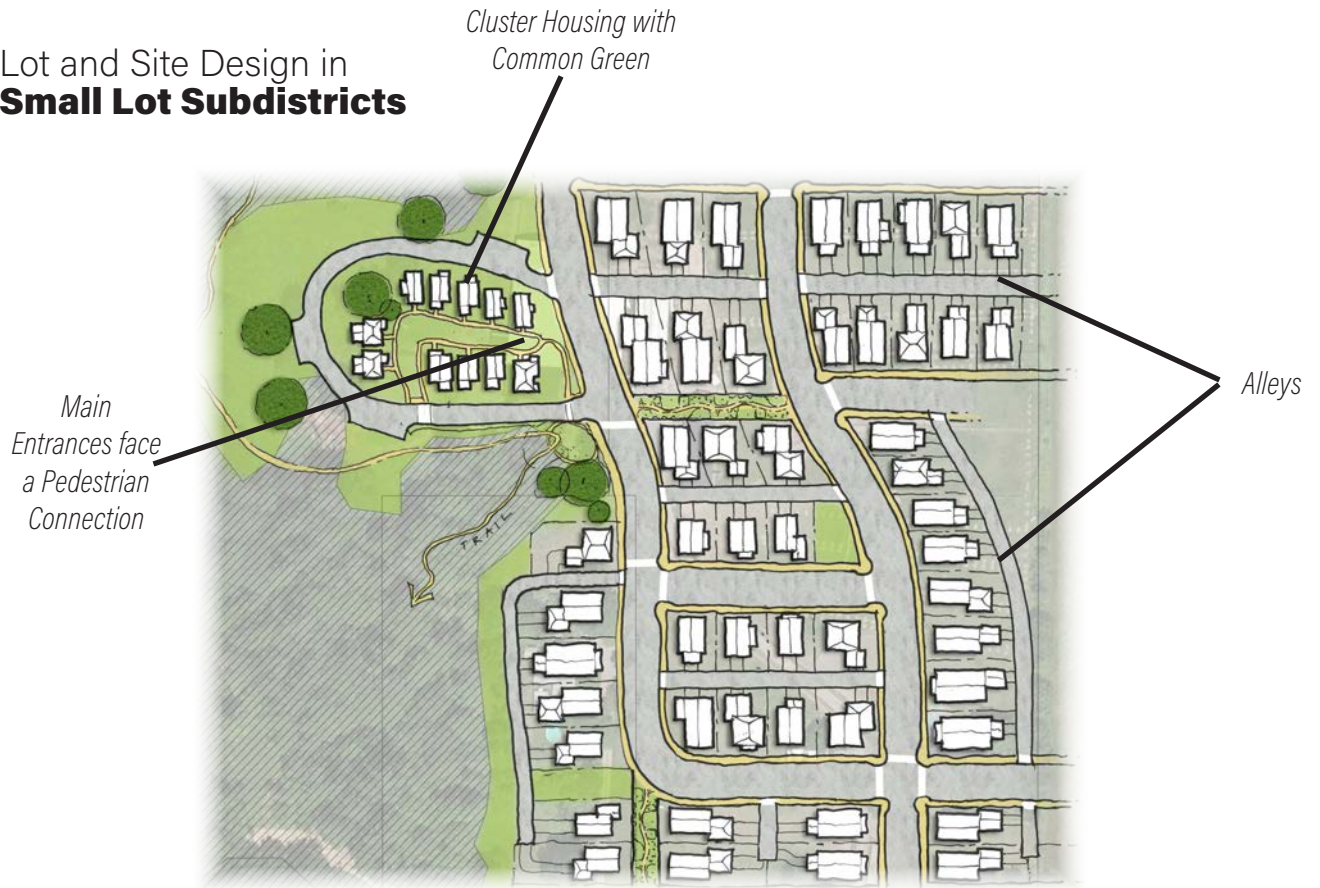 Cluster Housing with
Common Green
Lot and Site Design in
Small Lot Subdistricts
Main
Entrances face
a Pedestrian
Connection
Alleys
TRAIL